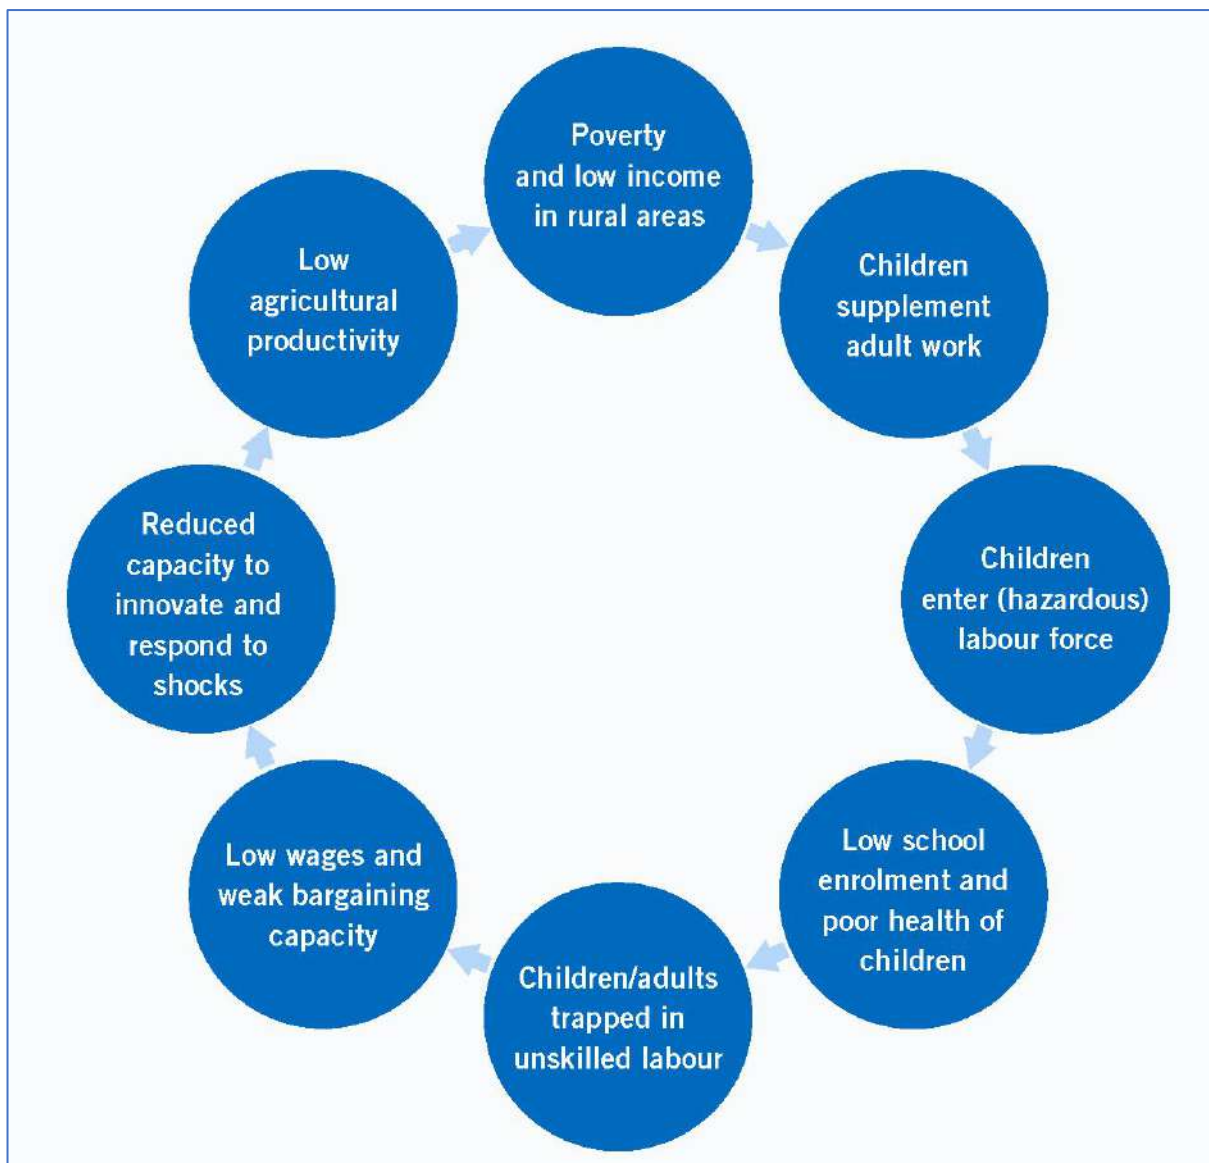 Poverty
and low income
in rural areas
Children
supplement
adult work
Children
enter (hazardous)
labour force
Low school
enrolment and
poor health of
children
Children/adults
trapped in
unskilled labour
Low wages and
weak bargaining
capacity
Reduced
capacity to
innovate and
respond to
shocks
Low
agricultural
productivity